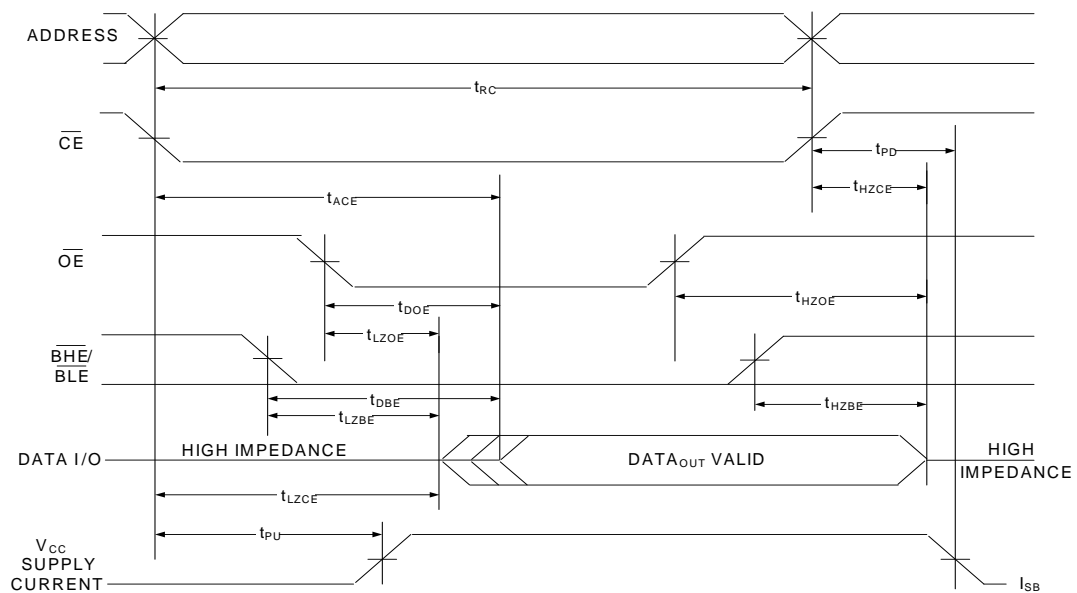 ADDRESS
tRC
CE
tPD
tHZCE
tACE
OE
tDOE
tHZOE
tLZOE
BHE/
BLE
tDBE
tHZBE
tLZBE
HIGH IMPEDANCE
DATA I/O
DATAOUT VALID
HIGH
IMPEDANCE
tLZCE
tPU
VCC
SUPPLY
CURRENT
ISB